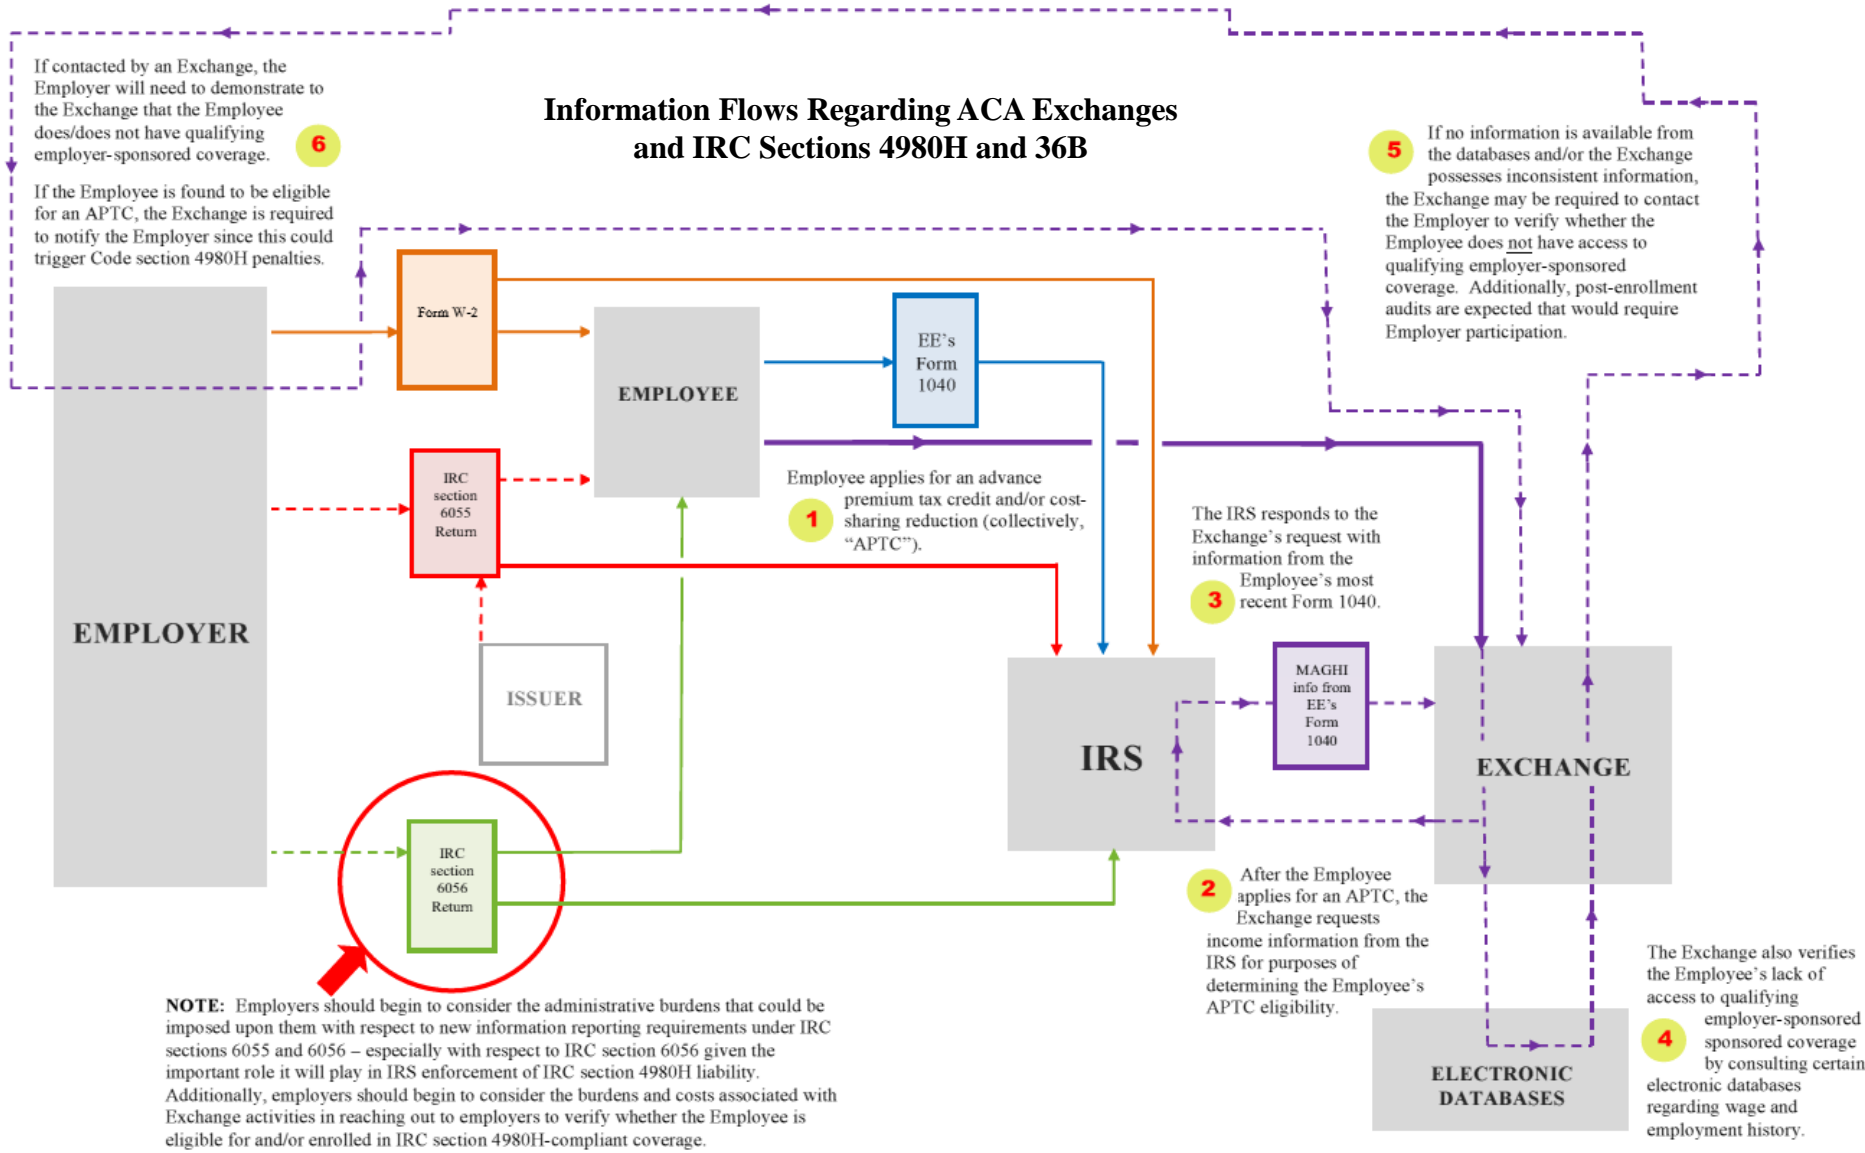 If contacted by an Exchange, the
Employer will need to demonstrate to
the Exchange that the Employee
does/does not have qualifying
employer-sponsored coverage.
6
If the Employee is found to be eligible
for an APTC, the Exchange is required
to notify the Employer since this could
trigger Code section 4980H penalties.
Information Flows Regarding ACA Exchanges
and IRC Sections 4980H and 36B
5
If no information is available from
the databases and/or the Exchange
possesses inconsistent information,
the Exchange may be required to contact
the Employer to verify whether the
Employee does not have access to
qualifying employer-sponsored
coverage. Additionally, post-enrollment
audits are expected that would require
Employer participation.
Form W-2
EMPLOYEE
EE's
Form
1040
IRC
section
6055
Return
Employee applies for an advance
premium tax credit and/or cost-
sharing reduction (collectively,
"APTC").
1
The IRS responds to the
Exchange's request with
information from the
Employee's most
recent Form 1040.
3
EMPLOYER
ISSUER
IRS
MAGHI
info from
EE's
Form
1040
EXCHANGE
IRC
section
6056
Return
2
After the Employee
applies for an APTC, the
Exchange requests
income information from the
IRS for purposes of
determining the Employee's
APTC eligibility.
The Exchange also verifies
the Employee's lack of
access to qualifying
employer-sponsored
sponsored coverage
by consulting certain
electronic databases
regarding wage and
employment history.
4
ELECTRONIC
DATABASES
NOTE: Employers should begin to consider the administrative burdens that could be
imposed upon them with respect to new information reporting requirements under IRC
sections 6055 and 6056 – especially with respect to IRC section 6056 given the
important role it will play in IRS enforcement of IRC section 4980H liability.
Additionally, employers should begin to consider the burdens and costs associated with
Exchange activities in reaching out to employers to verify whether the Employee is
eligible for and/or enrolled in IRC section 4980H-compliant coverage.